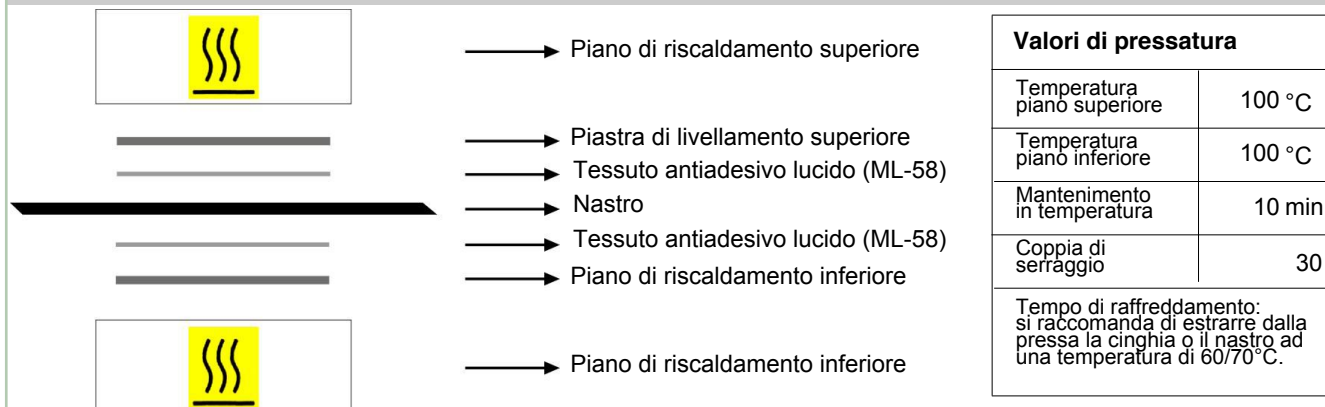 Piano di riscaldamento superiore
Piastra di livellamento superiore
Tessuto antiadesivo lucido (ML-58)
Nastro
Tessuto antiadesivo lucido (ML-58)
Piano di riscaldamento inferiore
Piano di riscaldamento inferiore
Valori di pressatura
Temperatura
piano superiore
100 °C
Temperatura
piano inferiore
100 °C
Mantenimento
in temperatura
10 min
Coppia di
serraggio
30
Tempo di raffreddamento:
si raccomanda di estrarre dalla
pressa la cinghia o il nastro ad
una temperatura di 60/70°C.